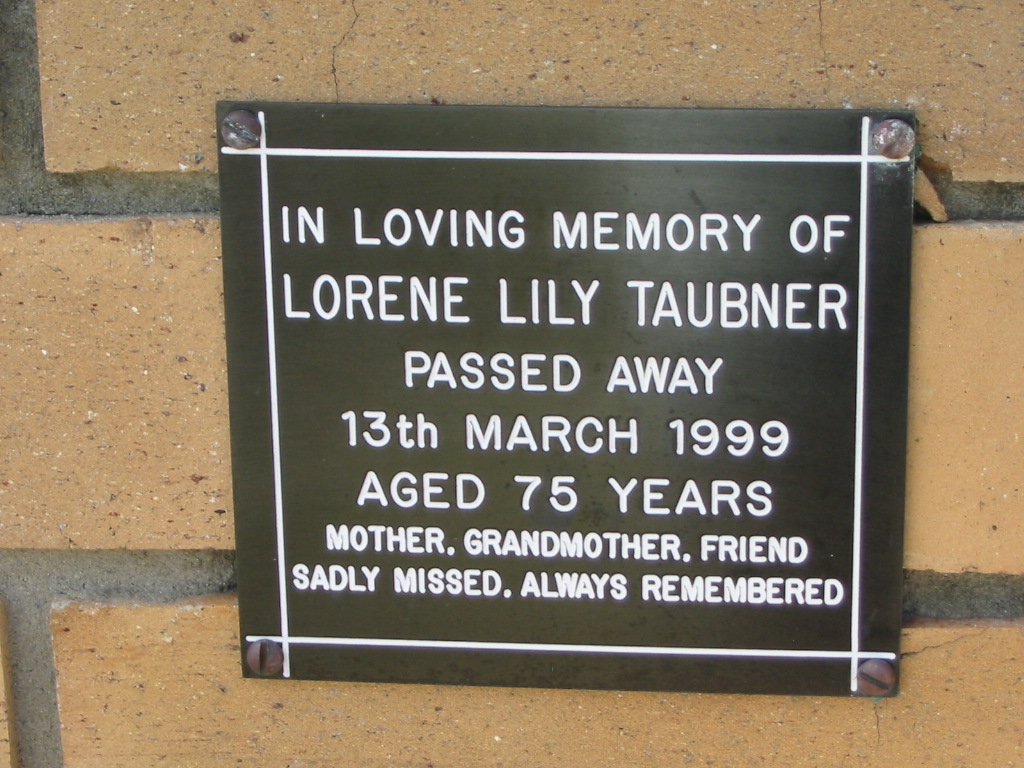 IN LOVING MEMORY OF
LORENE LILY TAUBNER
PASSED AWAY
13th MARCH 1999
AGED 75 YEARS
MOTHER. GRANDMOTHER. FRIEND
SADLY MISSED. ALWAYS REMEMBERED